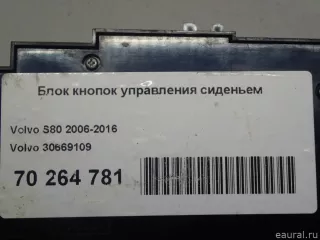 Блок кнопок управления сиденьем
Volvo S80 2006-2016
Volvo 30669109
70 264 781
eaural.ru